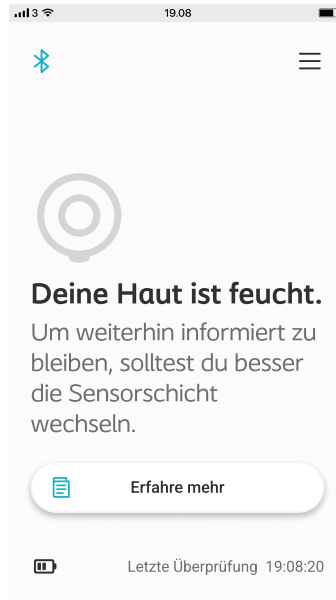 3
19.08
Deine Haut ist feucht.
Um weiterhin informiert zu
bleiben, solltest du besser
die Sensorschicht
wechseln.
Erfahre mehr
Letzte Überprüfung 19:08:20